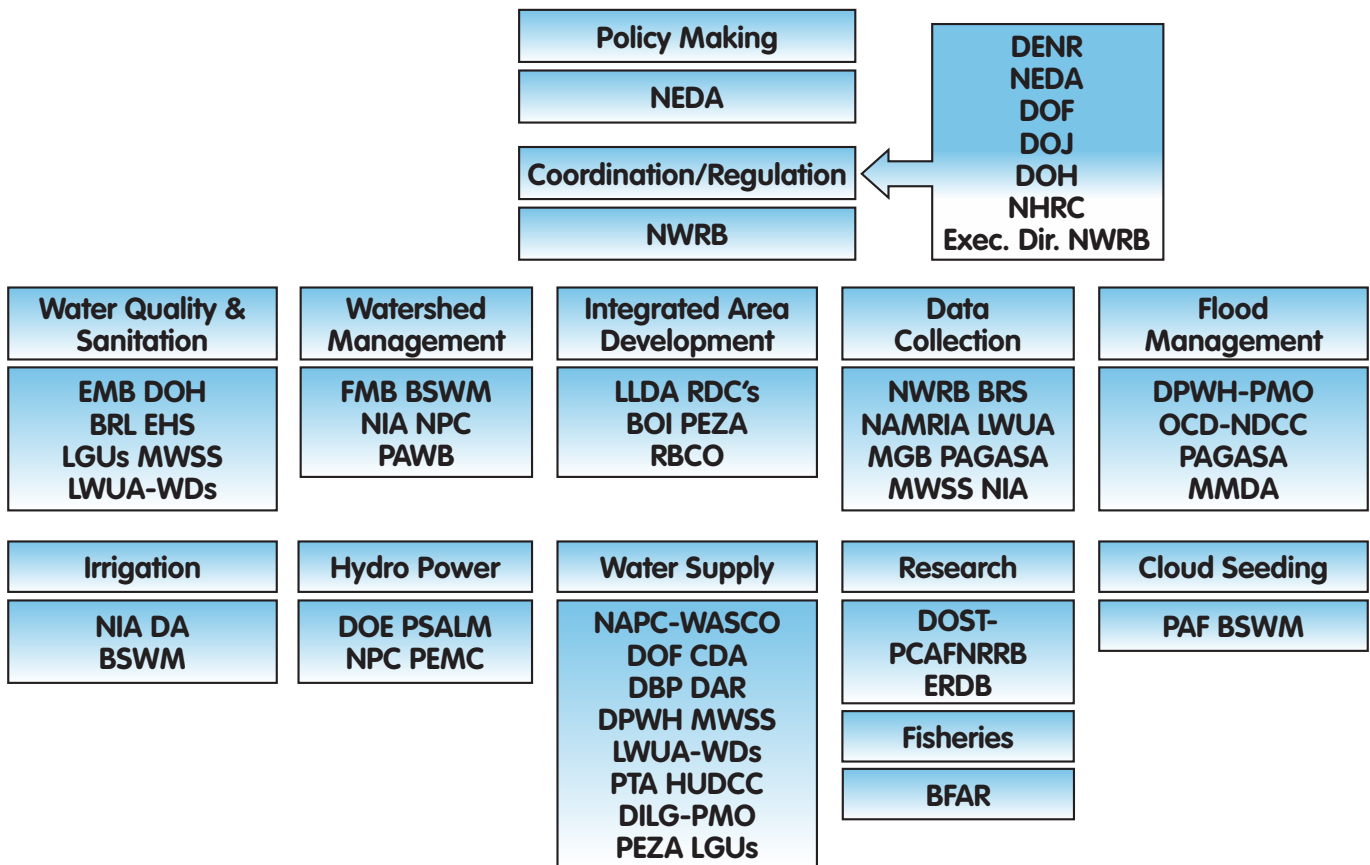 Policy Making
NEDA
Coordination/Regulation
NWRB
DENR
NEDA
DOF
DOJ
DOH
NHRC
Exec. Dir. NWRB
Water Quality &
Sanitation
EMB DOH
BRL EHS
LGUs MWSS
LWUA-WDs
Watershed
Management
FMB BSWM
NIA NPC
PAWB
Integrated Area
Development
LLDA RDC’s
BOI PEZA
RBCO
Data
Collection
NWRB BRS
NAMRIA LWUA
MGB PAGASA
MWSS NIA
Flood
Management
DPWH-PMO
OCD-NDCC
PAGASA
MMDA
Irrigation
NIA DA
BSWM
Hydro Power
DOE PSALM
NPC PEMC
Water Supply
NAPC-WASCO
DOF CDA
DBP DAR
DPWH MWSS
LWUA-WDs
PTA HUDCC
DILG-PMO
PEZA LGUs
Research
DOST-
PCAFNRRB
ERDB
Fisheries
BFAR
Cloud Seeding
PAF BSWM